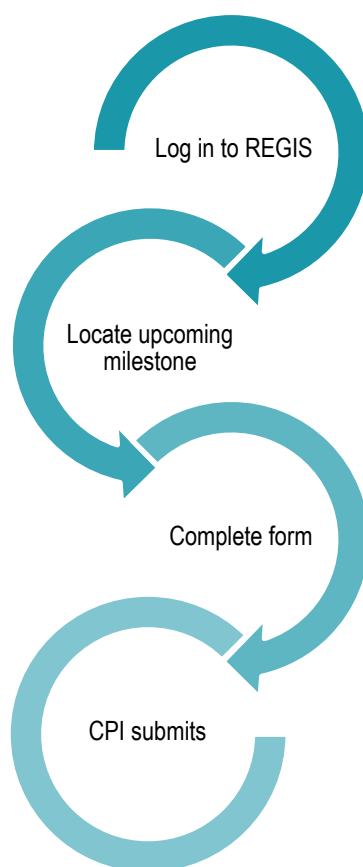 Log in to REGIS
Locate upcoming
milestone
Complete form
CPI submits